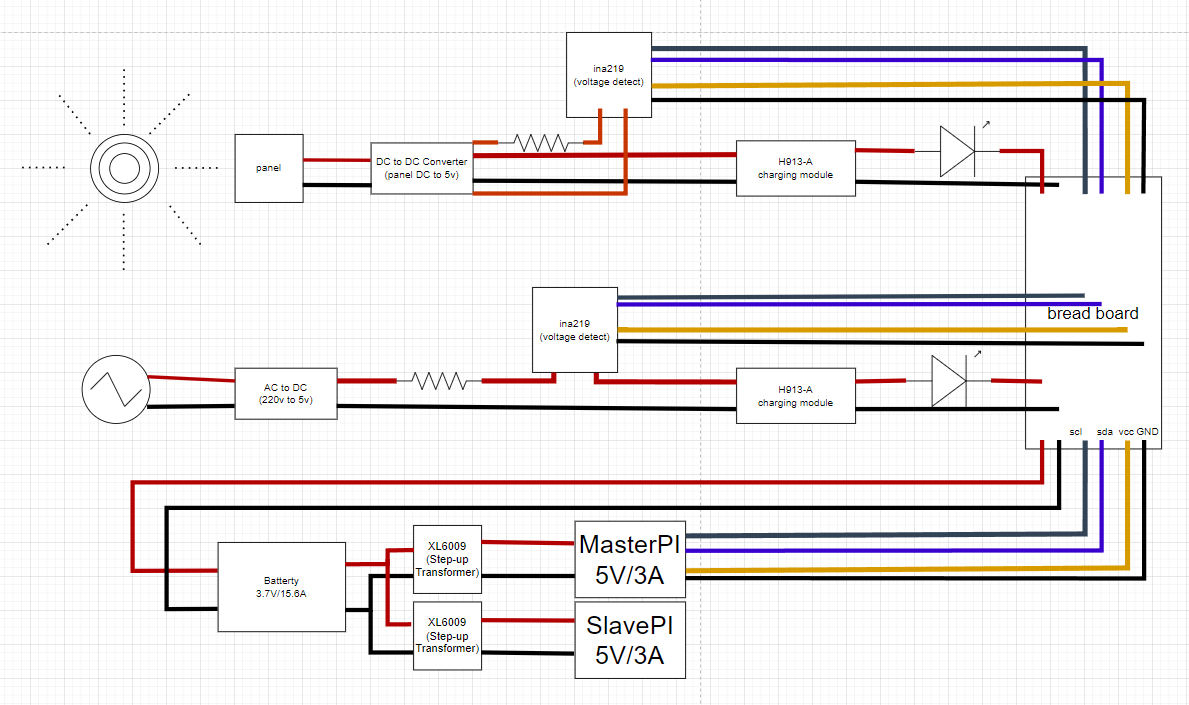 ina219
(voltage detect)
panel
DC to DC Converter
(panel DC to 5v)
H913-A
charging module
ina219
(voltage detect)
bread board
AC to DC
(220v to 5v)
H913-A
charging module
scl sda vcc GND
Batterty
3.7V/15.6A
XL6009
(Step-up
Transformer)
MasterPI
5V/3A
XL6009
(Step-up
Transformer)
SlavePI
5V/3A